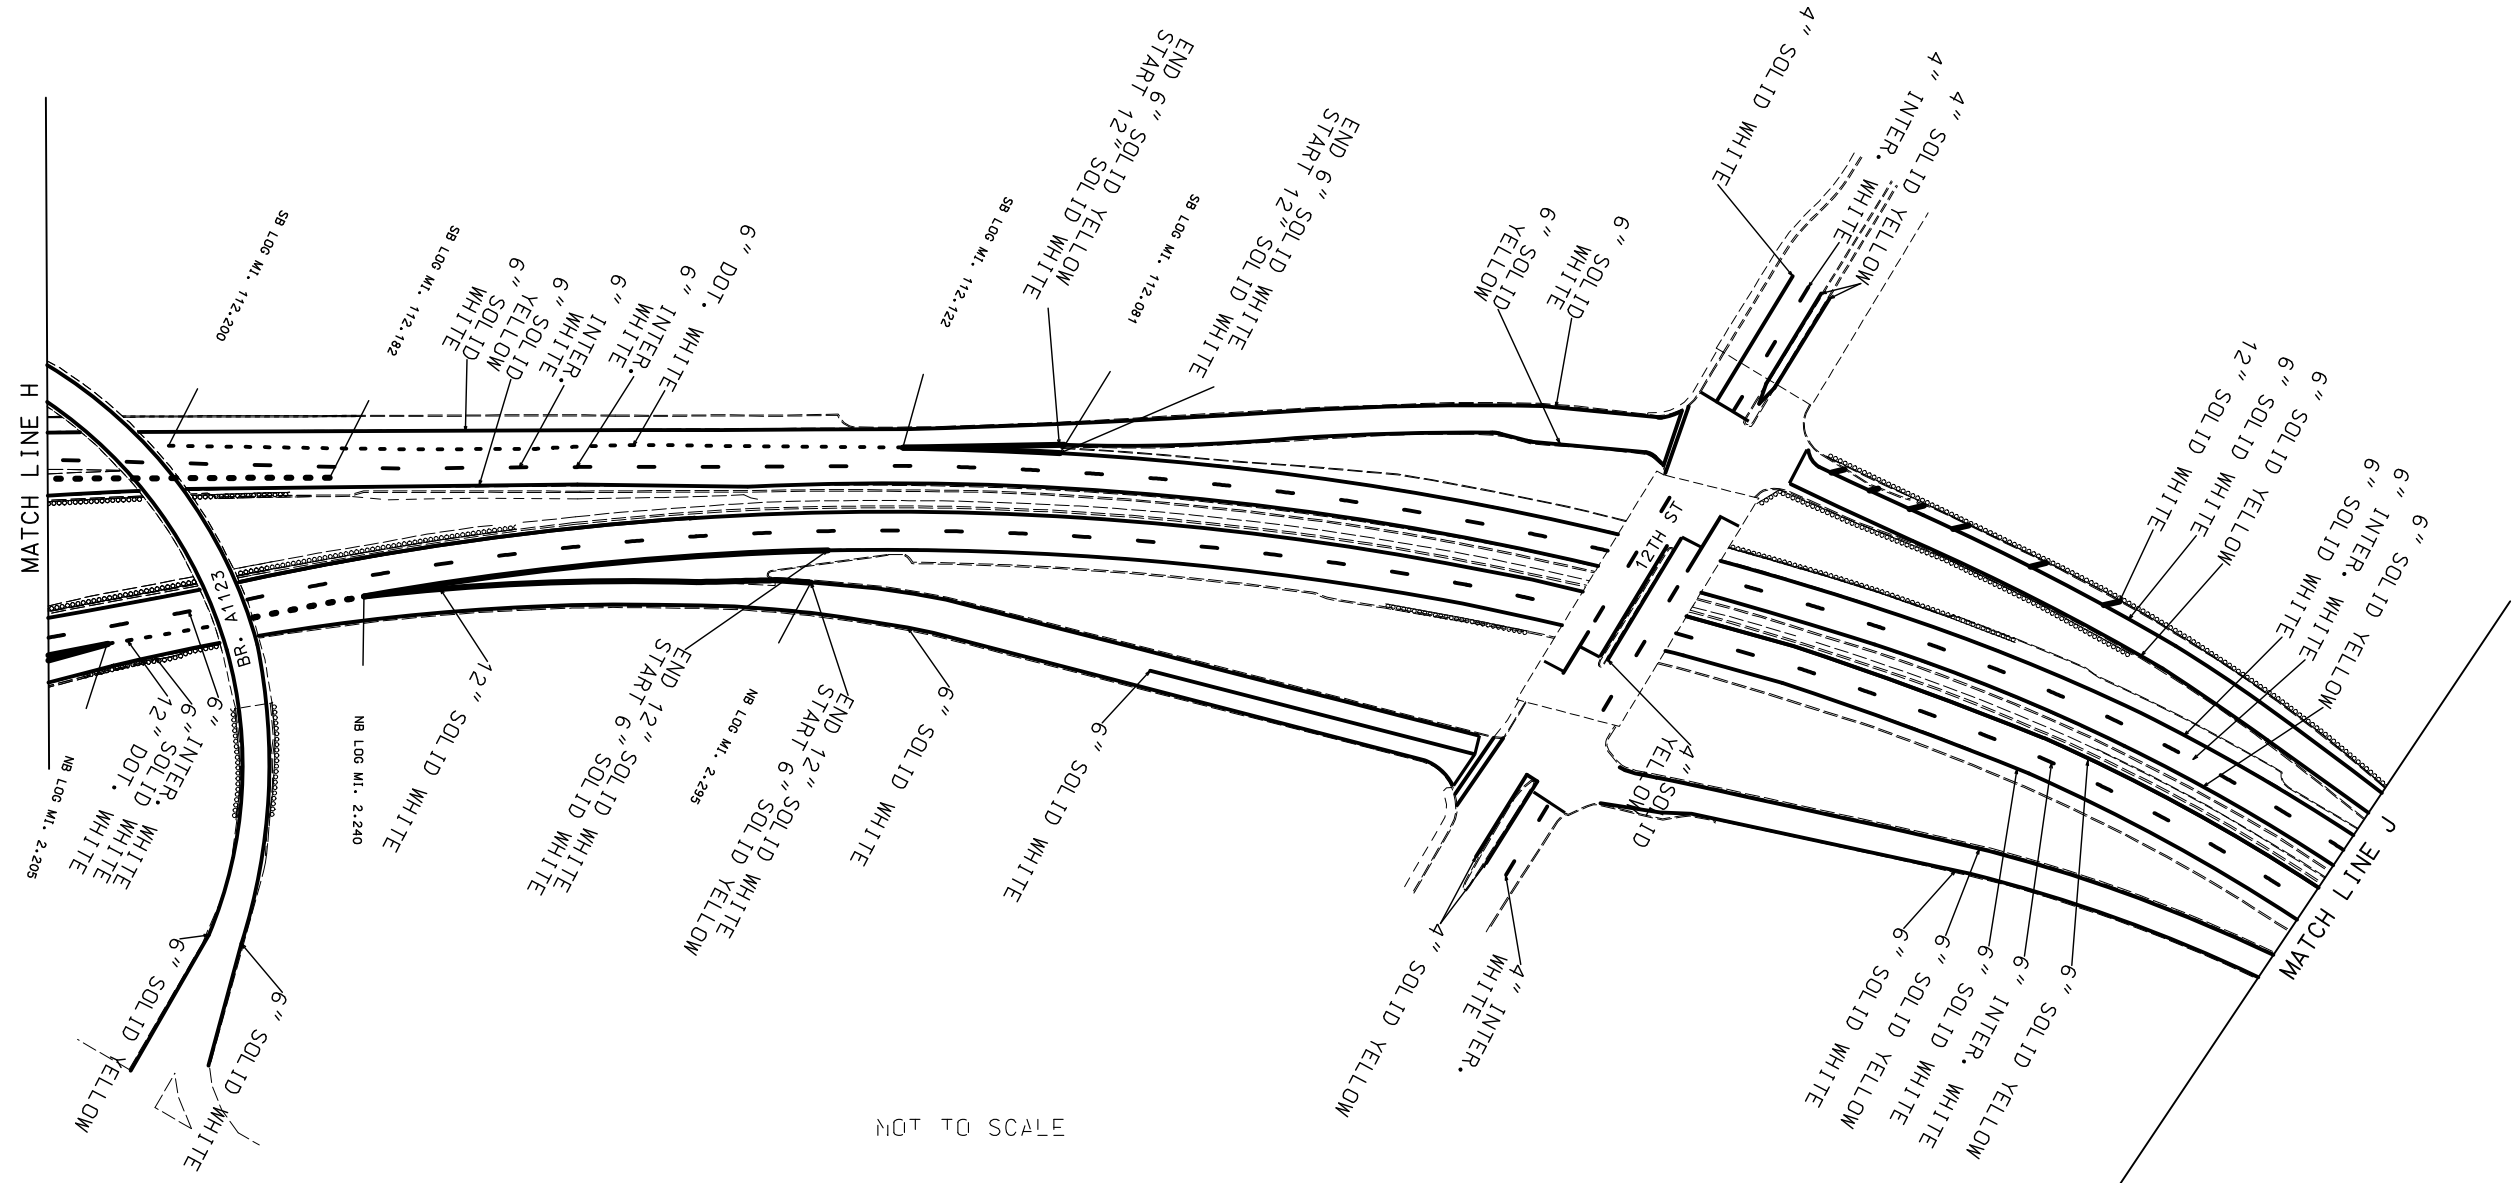 MATCH LINE H
SB LOG MI. 112.200
SB LOG MI. 112.182
6" SOLID
WHITE
6" SOLID
YELLOW
6" INTER.
WHITE
6" INTER.
WHITE.
6" DOT. WHITE
SB LOG MI. 112.122
END 6" SOLID YELLOW
START 12" SOLID WHITE
SB LOG MI. 112.081
END 6" SOLID WHITE
START 12" SOLID WHITE
6" SOLID
YELLOW
6" SOLID
WHITE
4" SOLID WHITE
4" INTER.
WHITE
4" SOLID YELLOW
12" SOLID WHITE
6" SOLID WHITE
6" SOLID YELLOW
6" SOLID WHITE
6" INTER. WHITE
6" SOLID YELLOW
12TH ST
BR. A1123
NB LOG MI. 2.205
6" DOT. WHITE
12" SOLID WHITE
6" INTER. WHITE
NB LOG MI. 2.240
12" SOLID WHITE
END 12" SOLID WHITE
START 6" SOLID WHITE
NB LOG MI. 2.295
END 12" SOLID WHITE
START 6" SOLID YELLOW
6" SOLID WHITE
6" SOLID WHITE
4" SOLID
YELLOW
4" SOLID YELLOW
4" INTER.
WHITE
6" SOLID WHITE
6" SOLID YELLOW
6" SOLID WHITE
6" INTER. WHITE
6" SOLID YELLOW
MATCH LINE J
6" SOLID YELLOW
6" SOLID WHITE
NOT TO SCALE